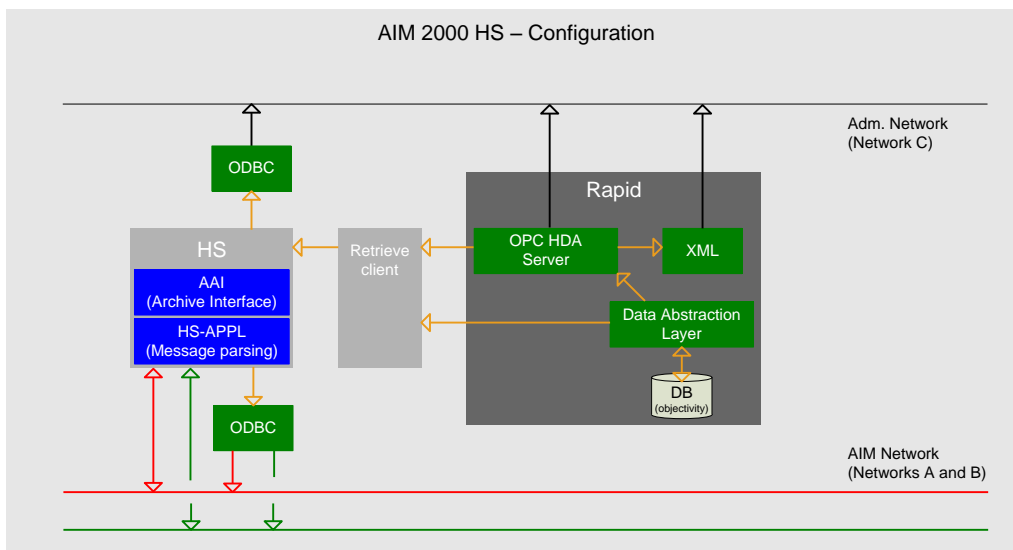 AIM 2000 HS – Configuration
Adm. Network
(Network C)
ODBC
Rapid
HS
Retrieve
client
OPC HDA
Server
XML
AAI
(Archive Interface)
HS-APPL
(Message parsing)
Data Abstraction
Layer
DB
(objectivity)
ODBC
AIM Network
(Networks A and B)